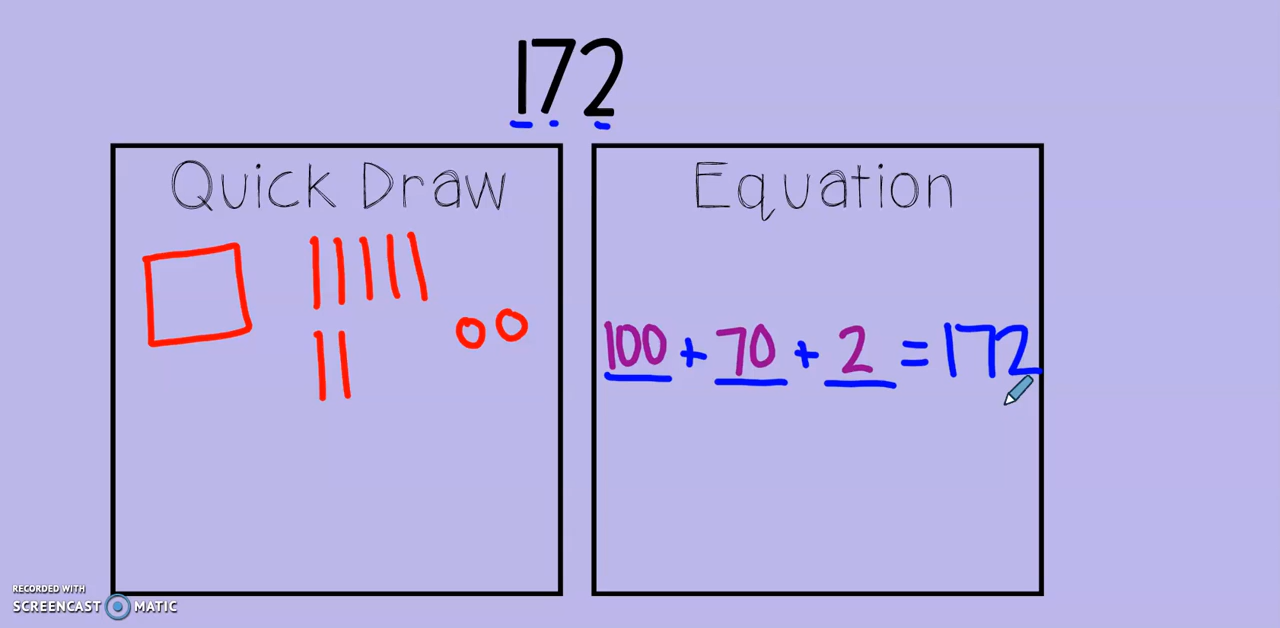 172
Quick Draw
Equation
100 + 70 + 2 = 172
RECORDED WITH
SCREENCAST MATIC